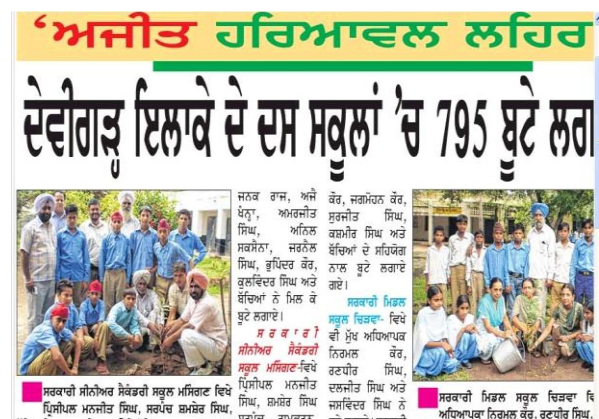 ‘ਅਜੀਤ ਹਰਿਆਵਲ ਲਹਿਰ
ਦੇਵੀਗੜ੍ਹ ਇਲਾਕੇ ਦੇ ਦਸ ਸਕੂਲਾਂ ’ਚ 795 ਬੂਟੇ ਲਗਾ
ਜਨਕ ਰਾਜ, ਅਜੈ
ਖੰਨਾ, ਅਮਰਜੀਤ
ਸਿੰਘ, ਅਨਿਲ
ਸਕਸੈਨਾ, ਜਰਨੈਲ
ਸਿੰਘ, ਭੁਪਿੰਦਰ ਕੌਰ,
ਕੁਲਵਿੰਦਰ ਸਿੰਘ ਅਤੇ
ਬੱਚਿਆਂ ਨੇ ਮਿਲ ਕੇ
ਬੂਟੇ ਲਗਾਏ।
ਸਰਕਾਰੀ
ਸੀਨੀਅਰ ਸੈਕੰਡਰੀ
ਸਕੂਲ ਮਸਿੰਗਣ-ਵਿਖੇ
ਪ੍ਰਿੰਸੀਪਲ ਮਨਜੀਤ
ਸਿੰਘ, ਸ਼ਮਸ਼ੇਰ ਸਿੰਘ
ਕੌਰ, ਜਗਮੋਹਨ ਕੌਰ,
ਸੁਰਜੀਤ ਸਿੰਘ,
ਕਸ਼ਮੀਰ ਸਿੰਘ ਅਤੇ
ਬੱਚਿਆਂ ਦੇ ਸਹਿਯੋਗ
ਨਾਲ ਬੂਟੇ ਲਗਾਏ
ਗਏ।
ਸਰਕਾਰੀ ਮਿਡਲ
ਸਕੂਲ ਚਿੜਵਾ- ਵਿਖੇ
ਵੀ ਮੁੱਖ ਅਧਿਆਪਕ
ਨਿਰਮਲ ਕੌਰ,
ਰਣਧੀਰ ਸਿੰਘ,
ਦਲਜੀਤ ਸਿੰਘ ਅਤੇ
ਜਸਵਿੰਦਰ ਸਿੰਘ ਨੇ
ਸਰਕਾਰੀ ਸੀਨੀਅਰ ਸੈਕੰਡਰੀ ਸਕੂਲ ਮਸਿੰਗਣ ਵਿਖੇ
ਪ੍ਰਿੰਸੀਪਲ ਮਨਜੀਤ ਸਿੰਘ, ਸਰਪੰਚ ਸ਼ਮਸ਼ੇਰ ਸਿੰਘ,
ਸਰਕਾਰੀ ਮਿਡਲ ਸਕੂਲ ਚਿੜਵਾ
ਅਧਿਆਪਕਾ ਨਿਰਮਲ ਕੌਰ, ਰਣਧੀਰ ਸਿੰਘ,